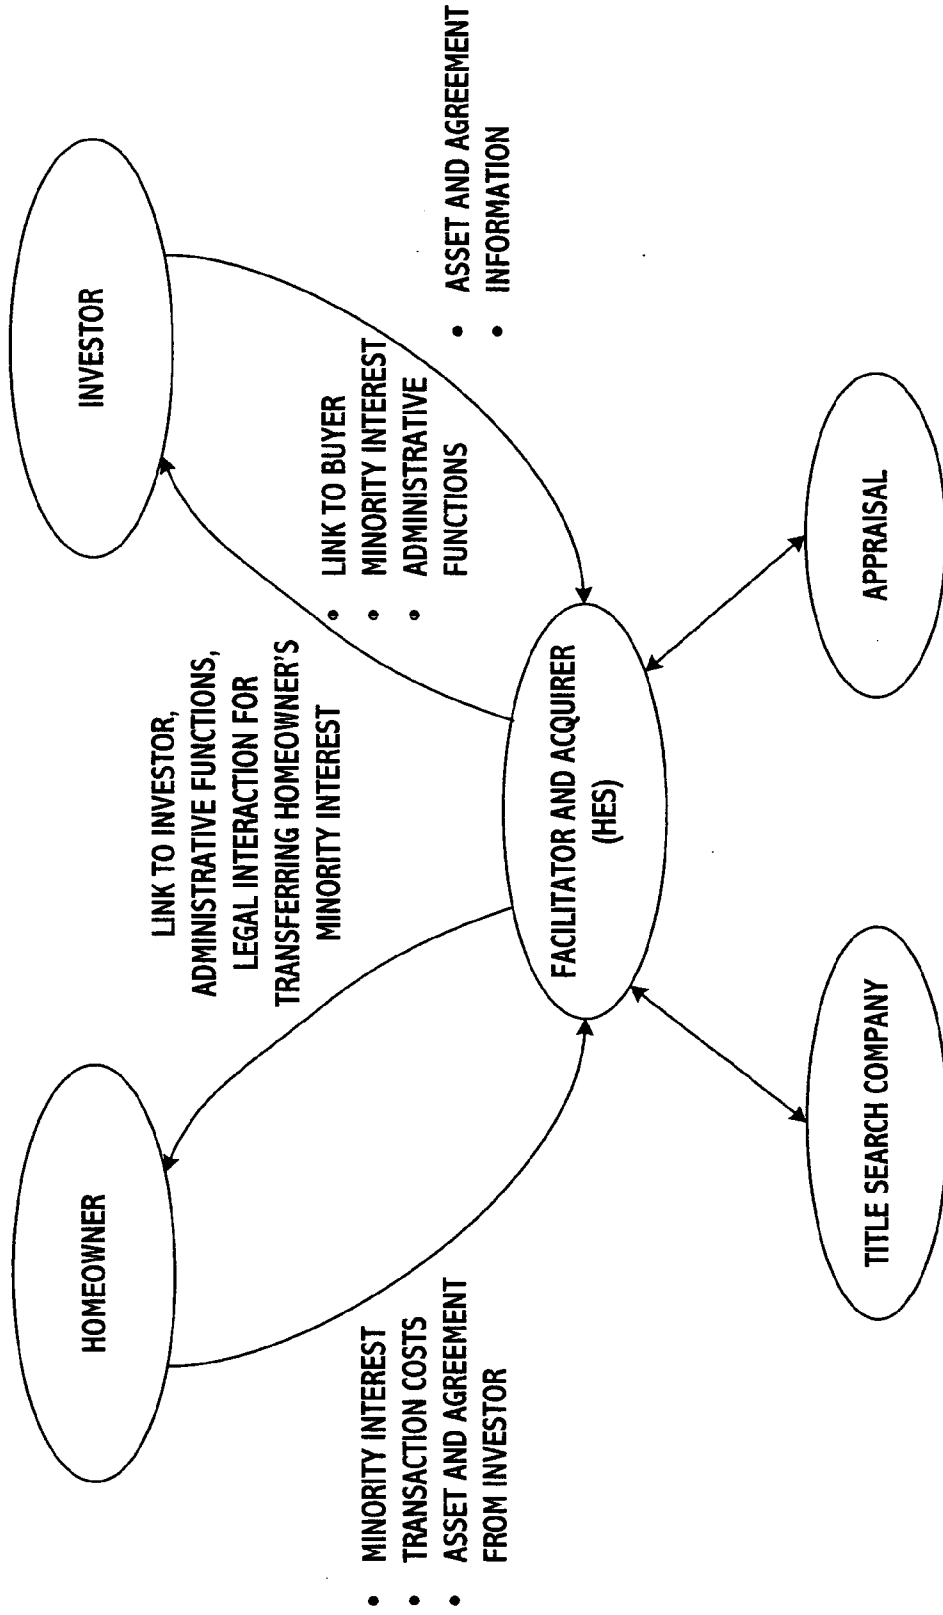 HOMEOWNER
INVESTOR
LINK TO INVESTOR,
ADMINISTRATIVE FUNCTIONS,
LEGAL INTERACTION FOR
TRANSFERRING HOMEOWNER'S
MINORITY INTEREST
• LINK TO BUYER
• MINORITY INTEREST
• ADMINISTRATIVE
FUNCTIONS
• MINORITY INTEREST
• TRANSACTION COSTS
• ASSET AND AGREEMENT
FROM INVESTOR
• ASSET AND AGREEMENT
• INFORMATION
FACILITATOR AND ACQUIRER
(HES)
TITLE SEARCH COMPANY
APPRAISAL